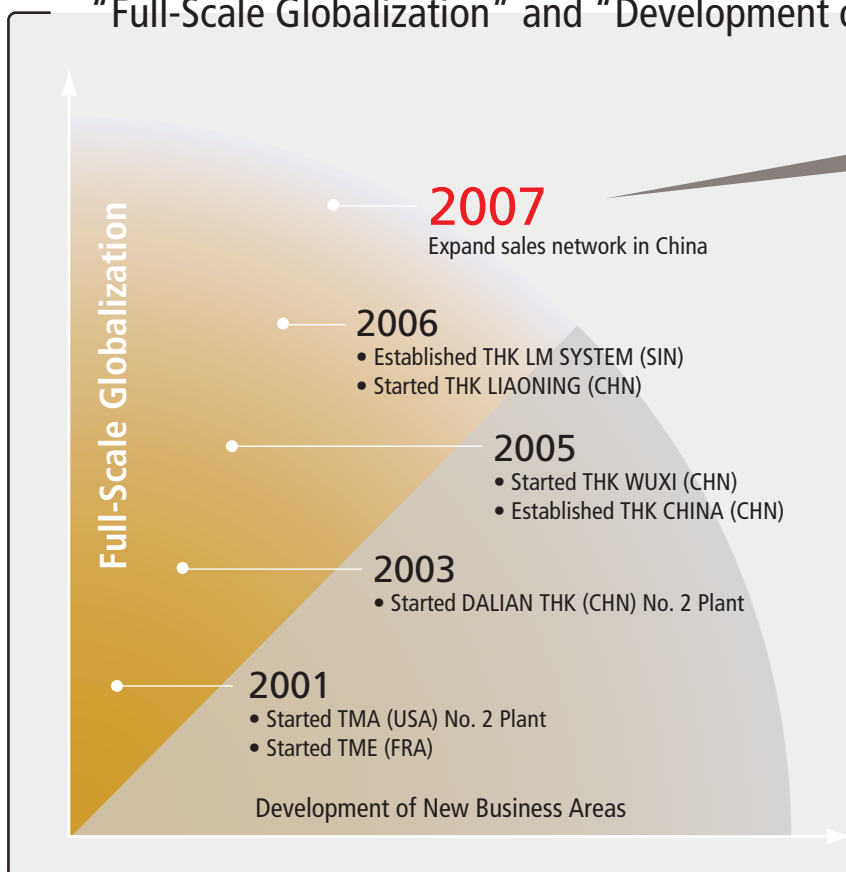 "Full-Scale Globalization" and "Development
Full-Scale Globalization
2007
Expand sales network in China
2006
• Established THK LM SYSTEM (SIN)
• Started THK LIAONING (CHN)
2005
• Started THK WUXI (CHN)
• Established THK CHINA (CHN)
2003
• Started DALIAN THK (CHN) No. 2 Plant
2001
• Started TMA (USA) No. 2 Plant
• Started TME (FRA)
Development of New Business Areas